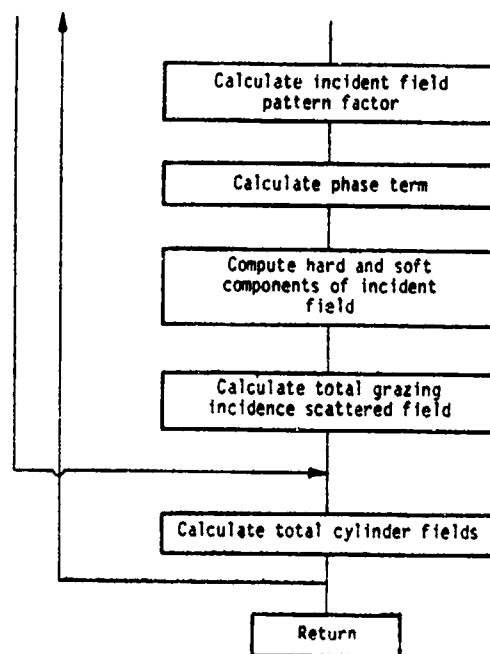 Calculate incident field
pattern factor
Calculate phase term
Compute hard and soft
components of incident
field
Calculate total grazing
incidence scattered field
Calculate total cylinder fields
Return